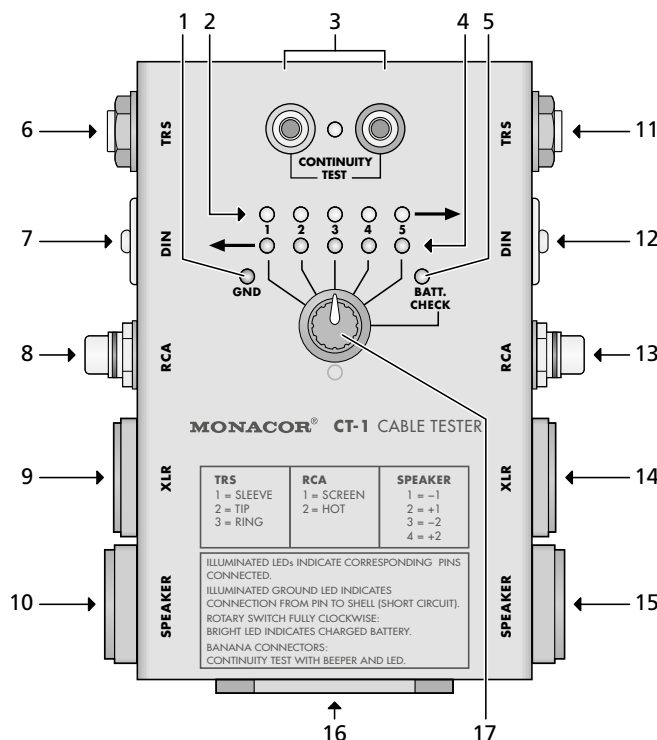 1 2 3 4 5
6
TRS
CONTINUITY
TEST
TRS
11
1 2 3 4 5
7
DIN
DIN
12
GND
BATT.
CHECK
8
RCA
RCA
13
MONACOR® CT-1 CABLE TESTER
9
XLR
XLR
14
TRS
1 = SLEEVE
2 = TIP
3 = RING
RCA
1 = SCREEN
2 = HOT
SPEAKER
1 = –1
2 = +1
3 = –2
4 = +2
10
SPEAKER
SPEAKER
15
ILLUMINATED LEDs INDICATE CORRESPONDING PINS
CONNECTED.
ILLUMINATED GROUND LED INDICATES
CONNECTION FROM PIN TO SHELL (SHORT CIRCUIT).
ROTARY SWITCH FULLY CLOCKWISE:
BRIGHT LED INDICATES CHARGED BATTERY.
BANANA CONNECTORS:
CONTINUITY TEST WITH BEEPER AND LED.
16 17